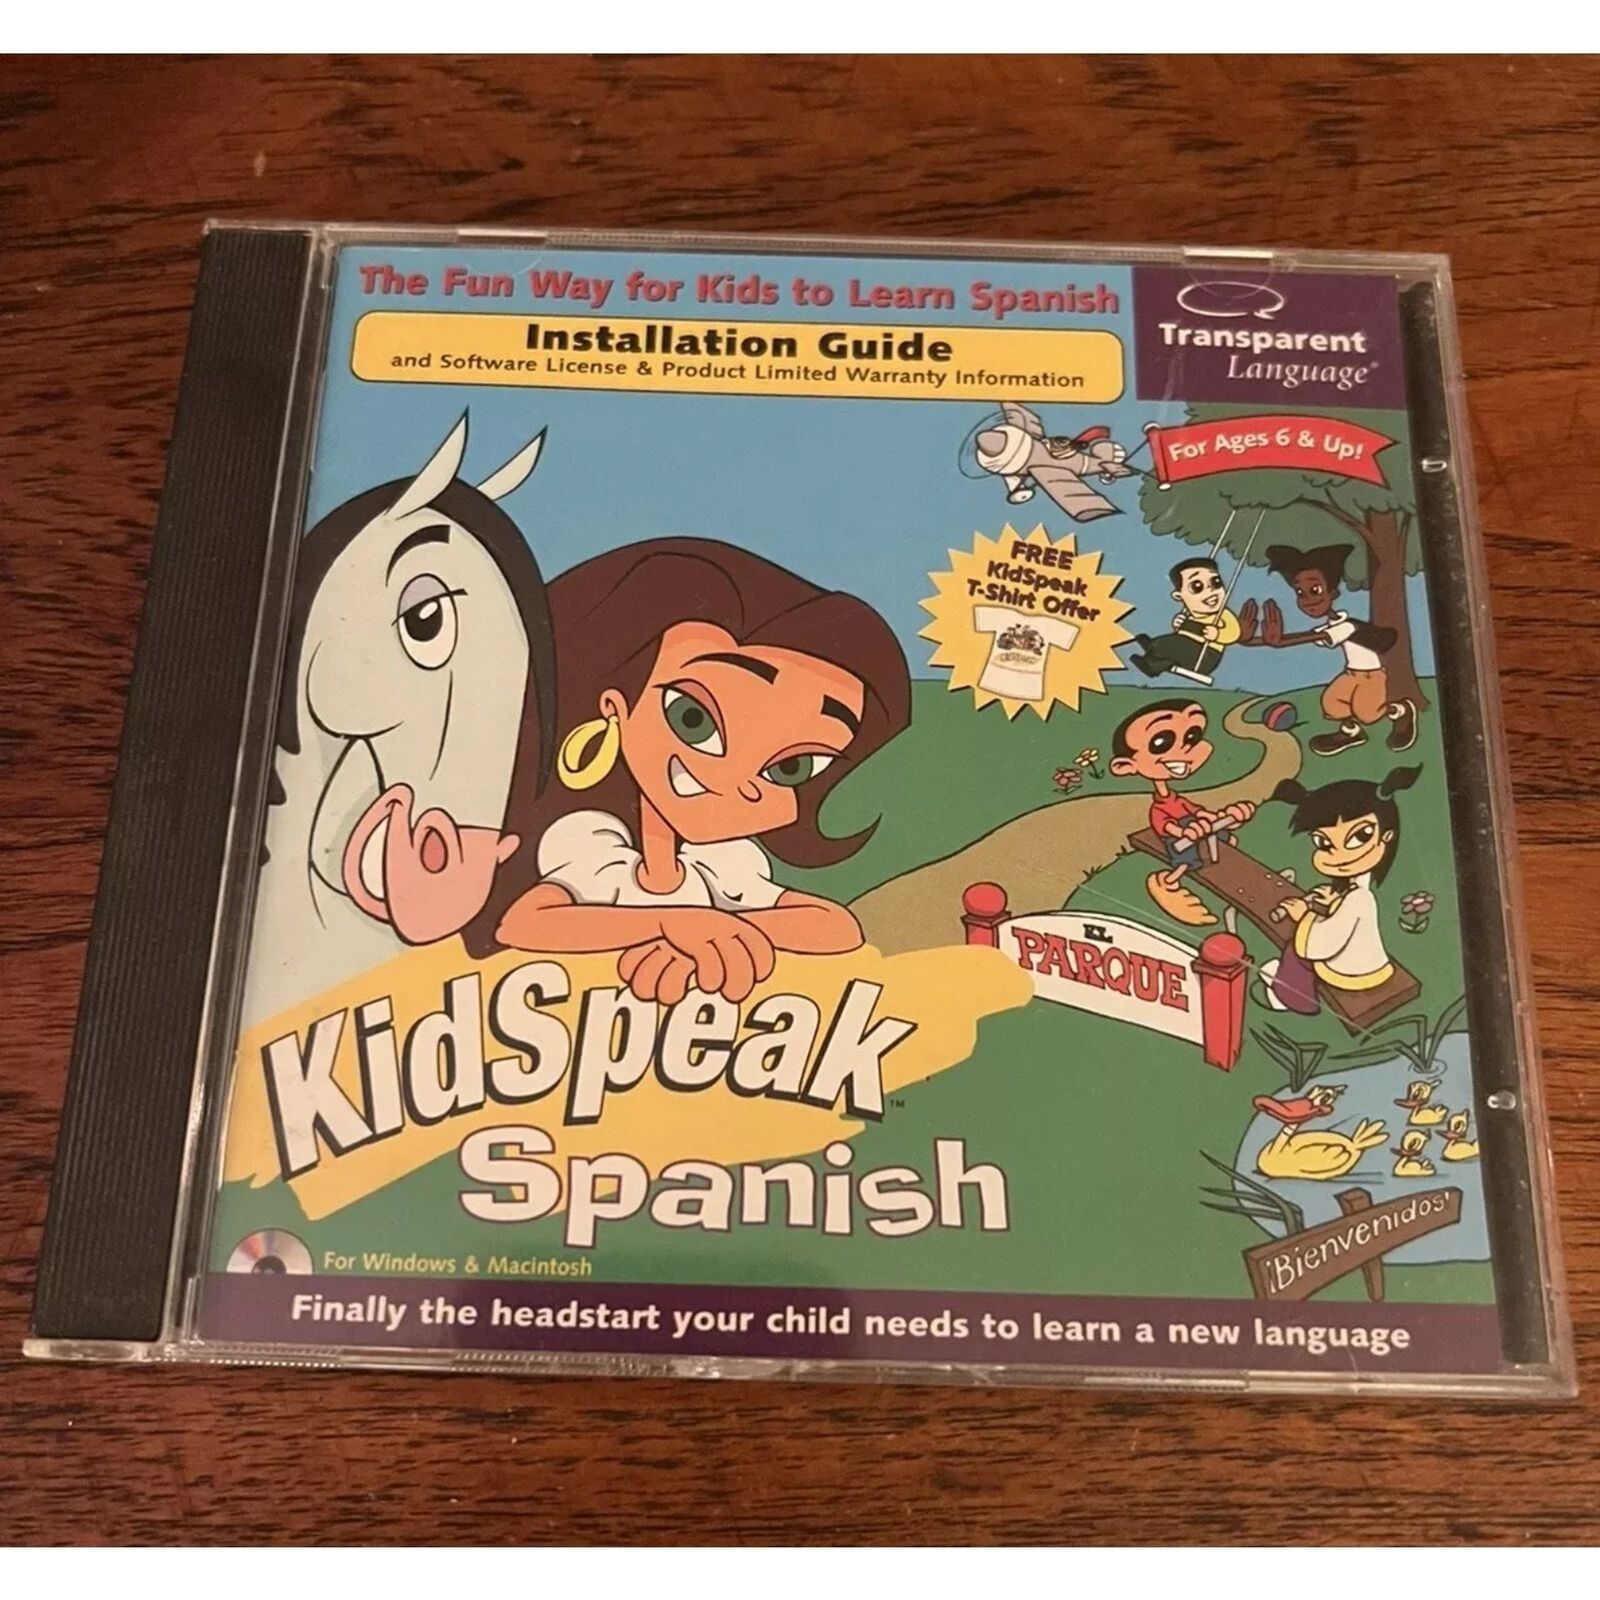 The Fun Way for Kids to Learn Spanish
Installation Guide
and Software License & Product Limited Warranty Information
Transparent
Language®
For Ages 6 & Up!
FREE
KidSpeak
T-Shirt Offer
EL
PARQUE
KidSpeak™
Spanish
¡Bienvenidos!
For Windows & Macintosh
Finally the headstart your child needs to learn a new language